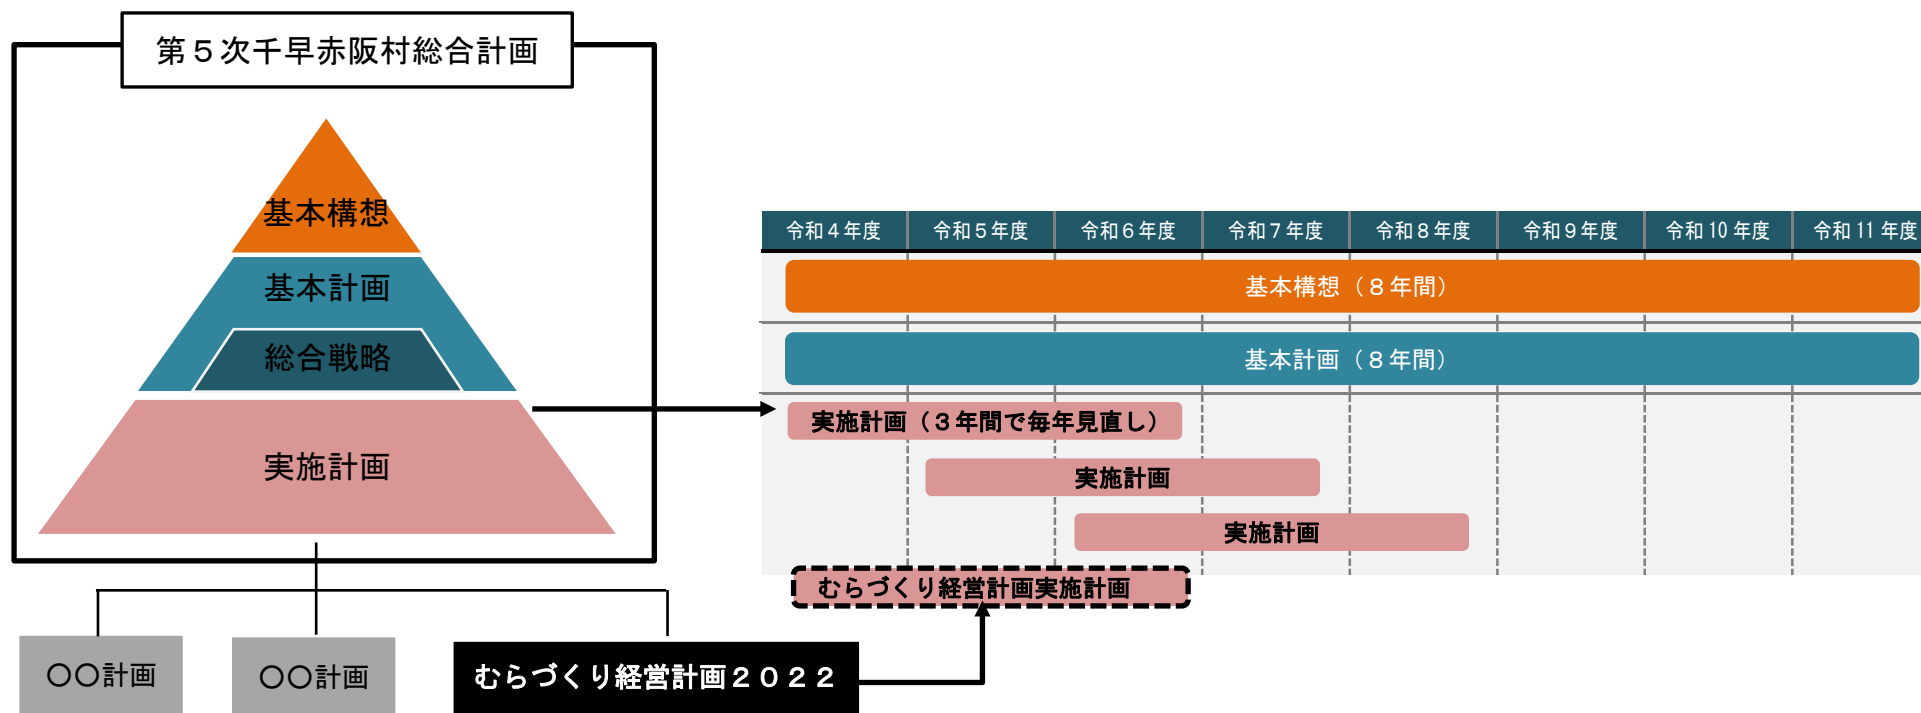 第５次千早赤阪村総合計画
基本構想
基本計画
総合戦略
実施計画
〇〇計画
〇〇計画
むらづくり経営計画２０２２
令和４年度
令和５年度
令和６年度
令和７年度
令和８年度
令和９年度
令和 10 年度
令和 11 年度
基本構想（８年間）
基本計画（８年間）
実施計画（３年間で毎年見直し）
実施計画
実施計画
むらづくり経営計画実施計画